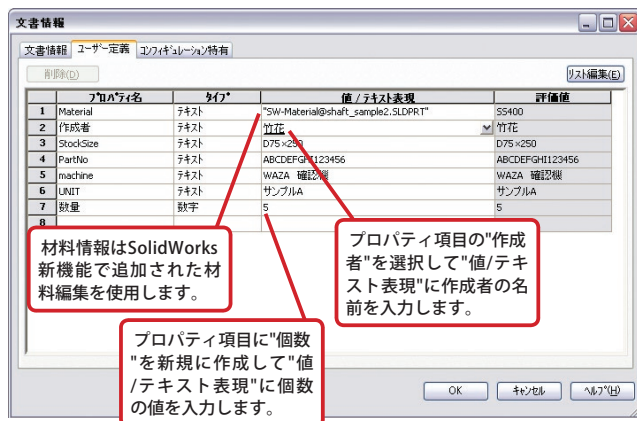 文書情報
文書情報 ユーザー定義 コンフィギュレーション特有
削除(D) リスト編集(E)
プロパティ名 タイプ 値 / テキスト表現 評価値
1 Material テキスト "SW-Material@shaft_sample2.SLDPRT" SS400
2 作成者 テキスト 竹花 竹花
3 StockSize テキスト D75×250 D75×250
4 PartNo テキスト ABCDEFGHI123456 ABCDEFGHI123456
5 machine テキスト WAZA 確認機 WAZA 確認機
6 UNIT テキスト サンプルA サンプルA
7 数量 数字 5 5
8
材料情報はSolidWorks
新機能で追加された材
料編集を使用します。
プロパティ項目の"作成
者"を選択して"値/テキ
スト表現"に作成者の名
前を入力します。
プロパティ項目に"個数
"を新規に作成して"値
/テキスト表現"に個数
の値を入力します。
OK キャンセル ヘルプ(H)